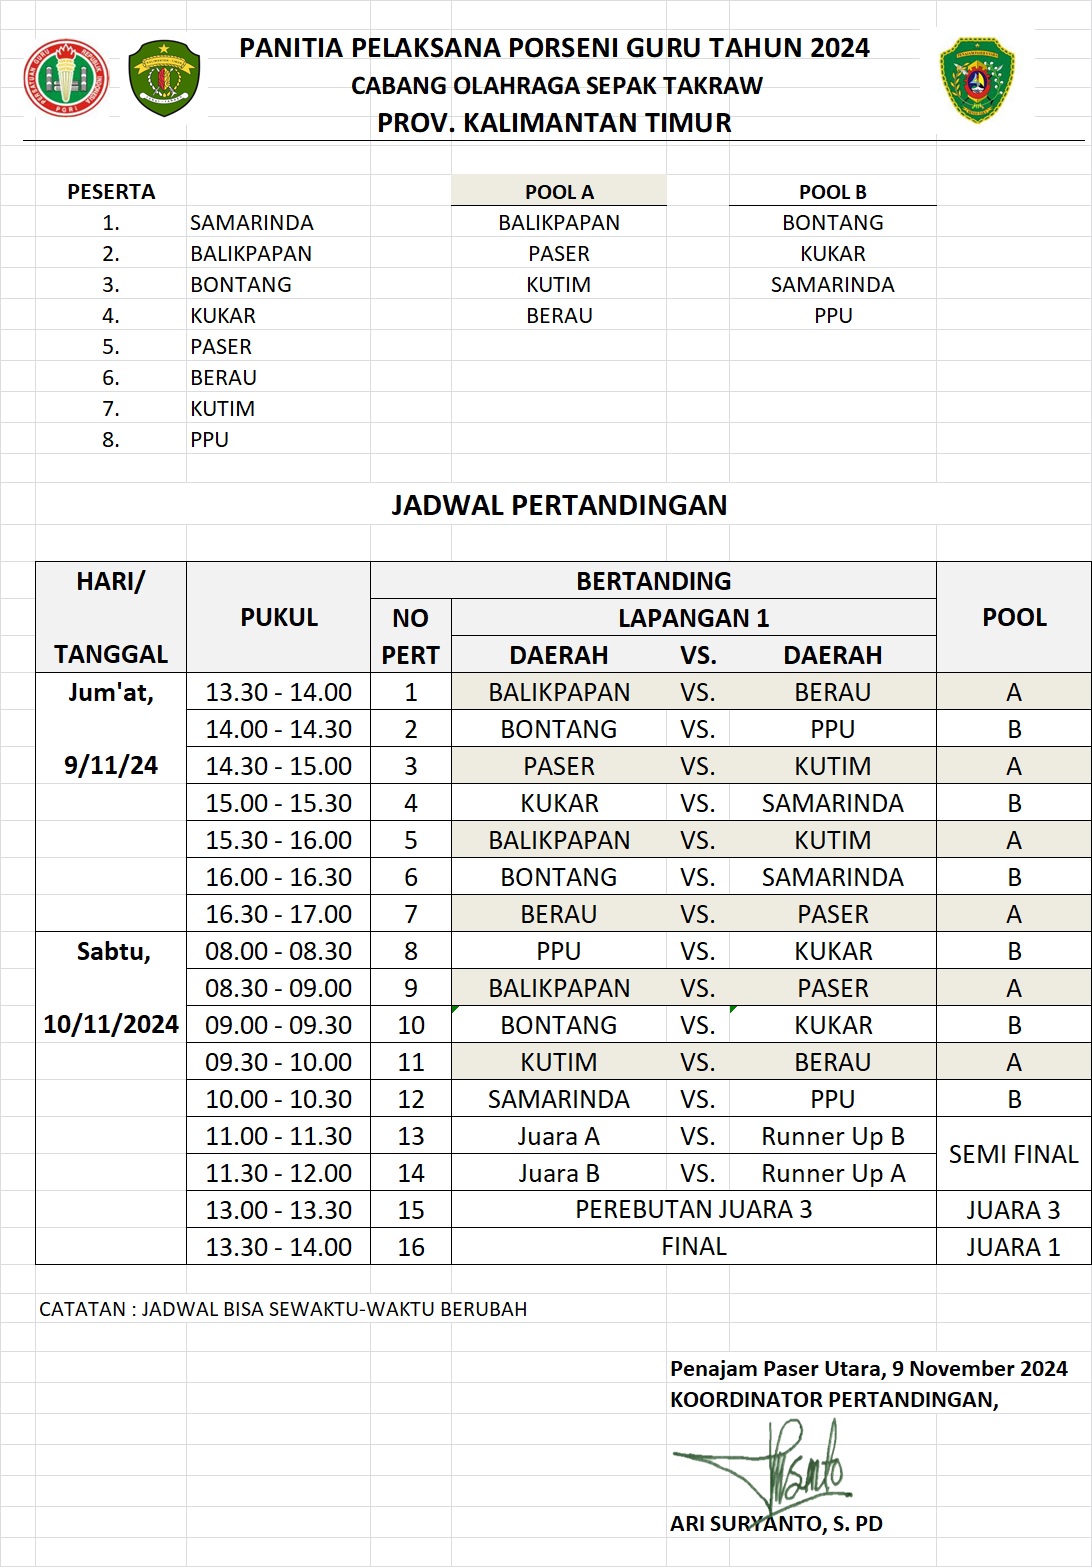 PANITIA PELAKSANA PORSENI GURU TAHUN 2024
CABANG OLAHRAGA SEPAK TAKRAW
PROV. KALIMANTAN TIMUR
PESERTA POOL A POOL B
1. SAMARINDA BALIKPAPAN BONTANG
2. BALIKPAPAN PASER KUKAR
3. BONTANG KUTIM SAMARINDA
4. KUKAR BERAU PPU
5. PASER
6. BERAU
7. KUTIM
8. PPU
JADWAL PERTANDINGAN
HARI/ BERTANDING
PUKUL NO LAPANGAN 1 POOL
TANGGAL PERT DAERAH VS. DAERAH
Jum'at, 13.30 - 14.00 1 BALIKPAPAN VS. BERAU A
14.00 - 14.30 2 BONTANG VS. PPU B
9/11/24 14.30 - 15.00 3 PASER VS. KUTIM A
15.00 - 15.30 4 KUKAR VS. SAMARINDA B
15.30 - 16.00 5 BALIKPAPAN VS. KUTIM A
16.00 - 16.30 6 BONTANG VS. SAMARINDA B
16.30 - 17.00 7 BERAU VS. PASER A
Sabtu, 08.00 - 08.30 8 PPU VS. KUKAR B
08.30 - 09.00 9 BALIKPAPAN VS. PASER A
10/11/2024 09.00 - 09.30 10 BONTANG VS. KUKAR B
09.30 - 10.00 11 KUTIM VS. BERAU A
10.00 - 10.30 12 SAMARINDA VS. PPU B
11.00 - 11.30 13 Juara A VS. Runner Up B SEMI FINAL
11.30 - 12.00 14 Juara B VS. Runner Up A
13.00 - 13.30 15 PEREBUTAN JUARA 3 JUARA 3
13.30 - 14.00 16 FINAL JUARA 1
CATATAN : JADWAL BISA SEWAKTU-WAKTU BERUBAH
Penajam Paser Utara, 9 November 2024
KOORDINATOR PERTANDINGAN,
ARI SURYANTO, S. PD